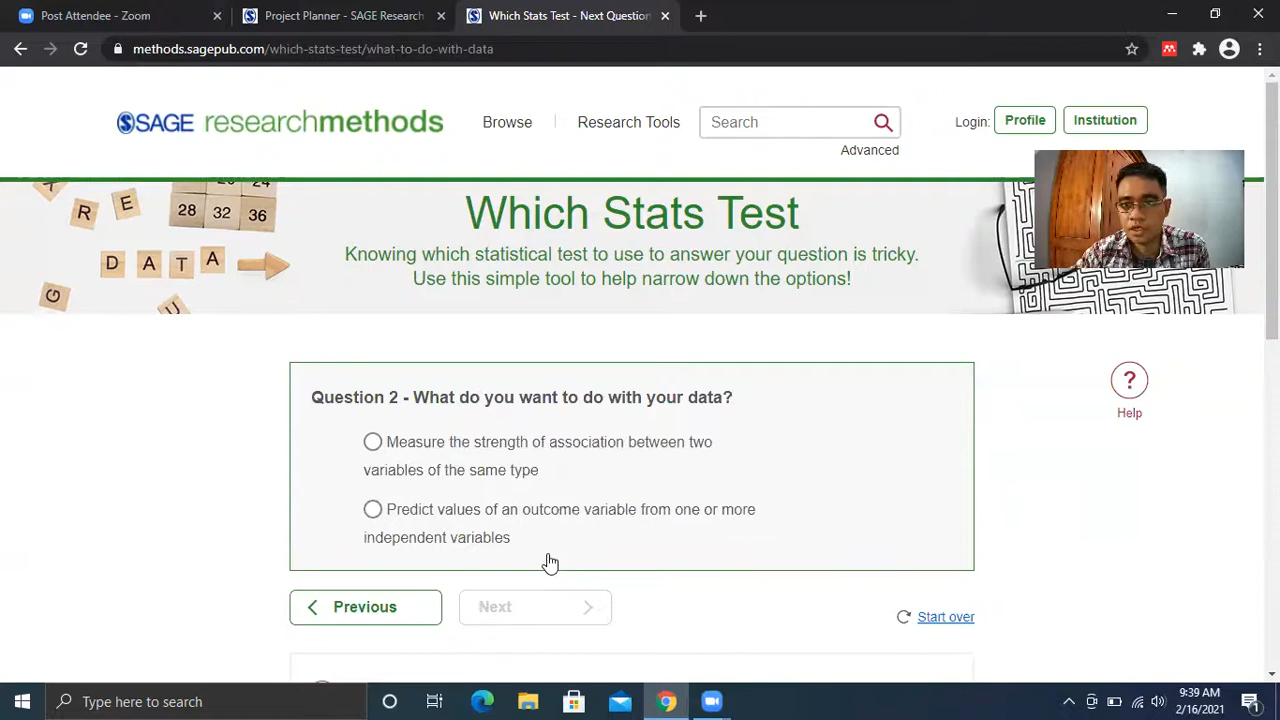 Post Attendee - Zoom
Project Planner - SAGE Research
Which Stats Test - Next Question
methods.sagepub.com/which-stats-test/what-to-do-with-data
SAGE researchmethods
Browse
Research Tools
Search
Advanced
Login:
Profile
Institution
R E
28 32 36
D A T A
G
U
Which Stats Test
Knowing which statistical test to use to answer your question is tricky.
Use this simple tool to help narrow down the options!
Question 2 - What do you want to do with your data?
Measure the strength of association between two
variables of the same type
Predict values of an outcome variable from one or more
independent variables
?
Help
Previous
Next
Start over
Type here to search
9:39 AM
2/16/2021
1